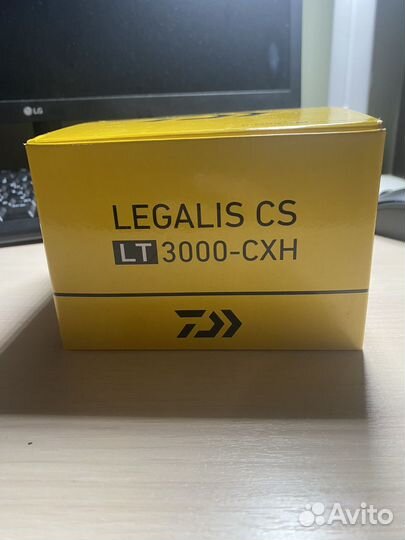 LG
LEGALIS CS
LT 3000-CXH
Avito